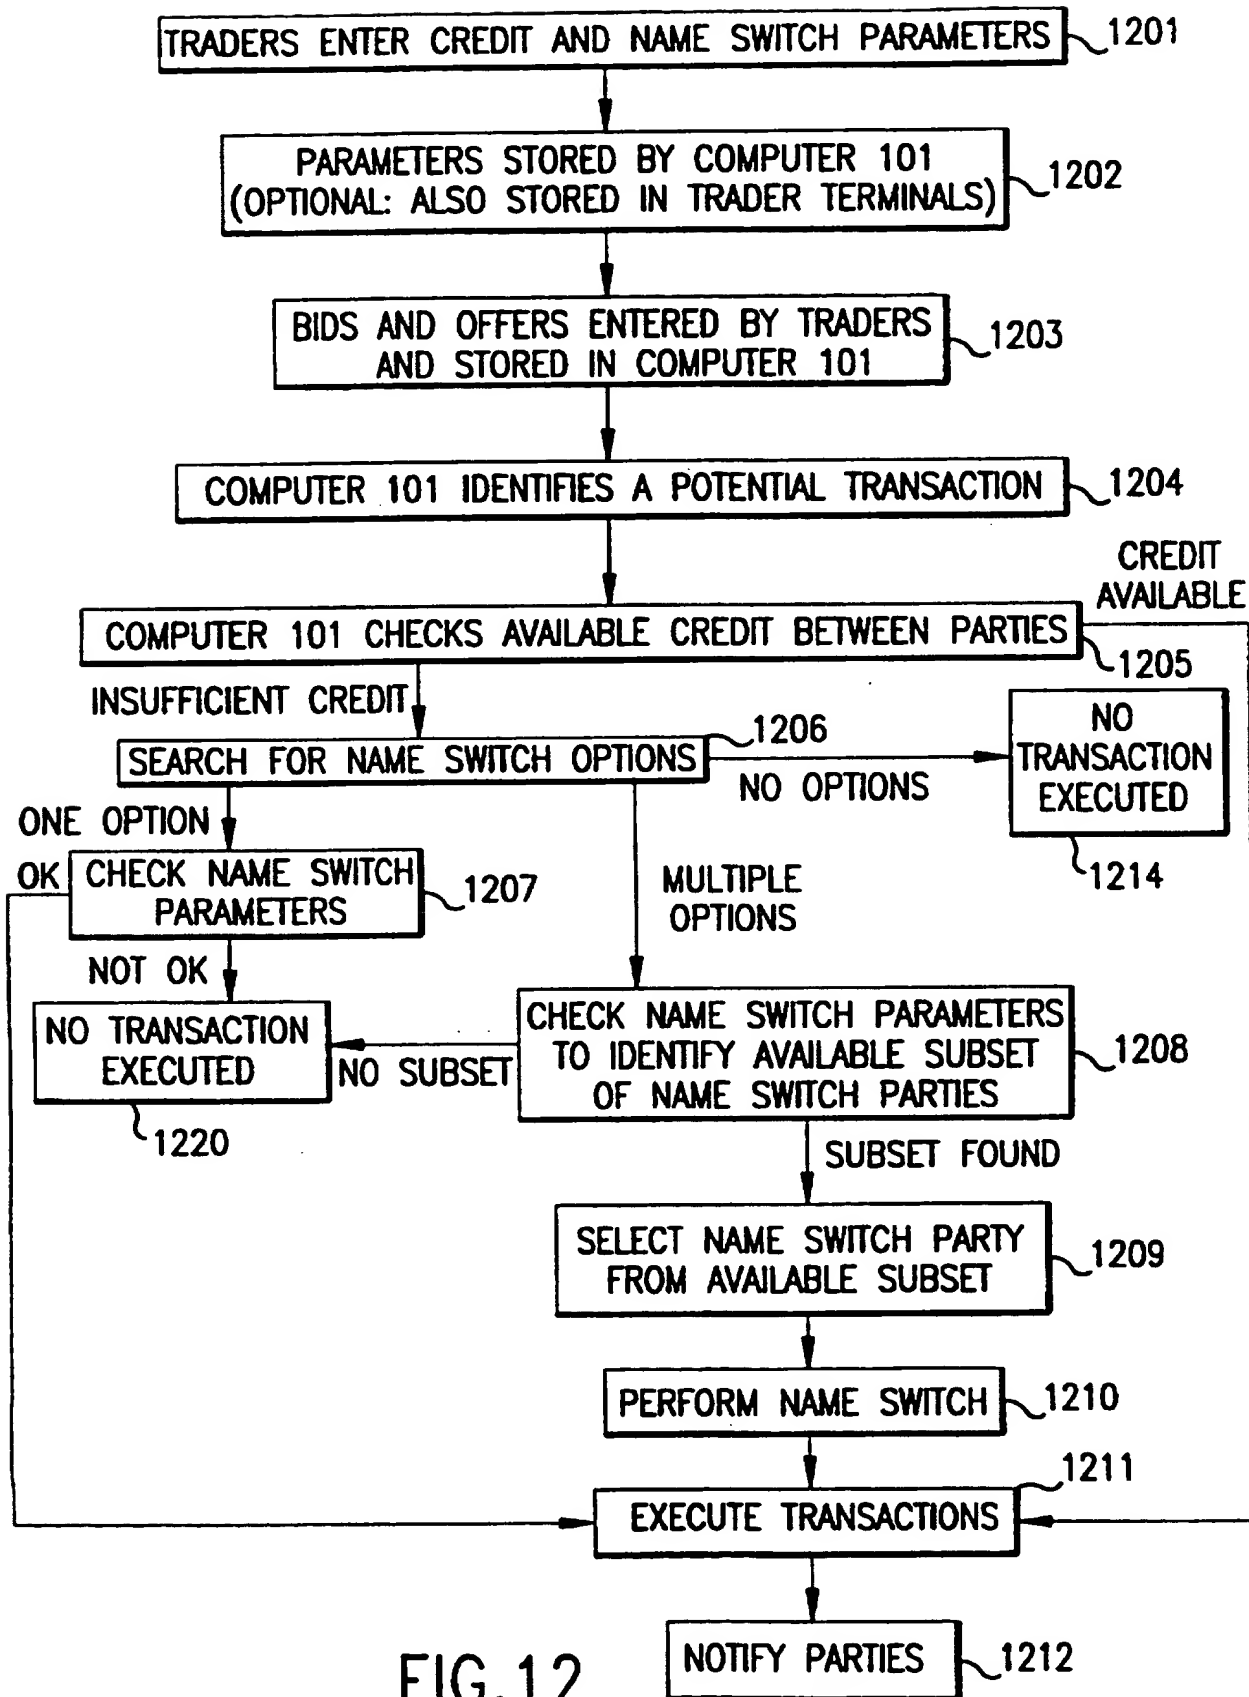 TRADERS ENTER CREDIT AND NAME SWITCH PARAMETERS
1201
PARAMETERS STORED BY COMPUTER 101
(OPTIONAL: ALSO STORED IN TRADER TERMINALS)
1202
BIDS AND OFFERS ENTERED BY TRADERS
AND STORED IN COMPUTER 101
1203
COMPUTER 101 IDENTIFIES A POTENTIAL TRANSACTION
1204
CREDIT
AVAILABLE
COMPUTER 101 CHECKS AVAILABLE CREDIT BETWEEN PARTIES
1205
INSUFFICIENT CREDIT
SEARCH FOR NAME SWITCH OPTIONS
1206
NO OPTIONS
NO
TRANSACTION
EXECUTED
1214
ONE OPTION
OK
CHECK NAME SWITCH
PARAMETERS
1207
MULTIPLE
OPTIONS
NOT OK
NO TRANSACTION
EXECUTED
1220
NO SUBSET
CHECK NAME SWITCH PARAMETERS
TO IDENTIFY AVAILABLE SUBSET
OF NAME SWITCH PARTIES
1208
SUBSET FOUND
SELECT NAME SWITCH PARTY
FROM AVAILABLE SUBSET
1209
PERFORM NAME SWITCH
1210
EXECUTE TRANSACTIONS
1211
NOTIFY PARTIES
1212
FIG.12